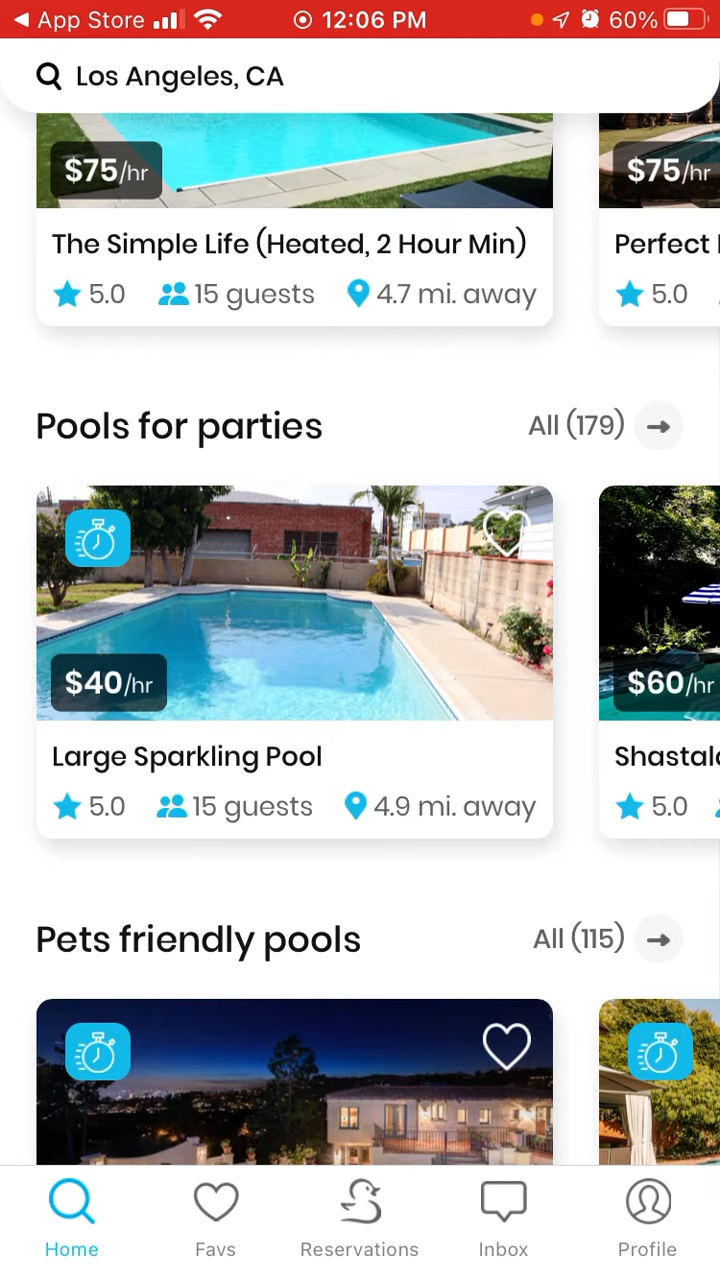 App Store 12:06 PM 60%
Los Angeles, CA
$75/hr $75/hr
The Simple Life (Heated, 2 Hour Min) Perfect
5.0 15 guests 4.7 mi. away 5.0
Pools for parties All (179)
$40/hr $60/hr
Large Sparkling Pool Shastal
5.0 15 guests 4.9 mi. away 5.0
Pets friendly pools All (115)
Home Favs Reservations Inbox Profile